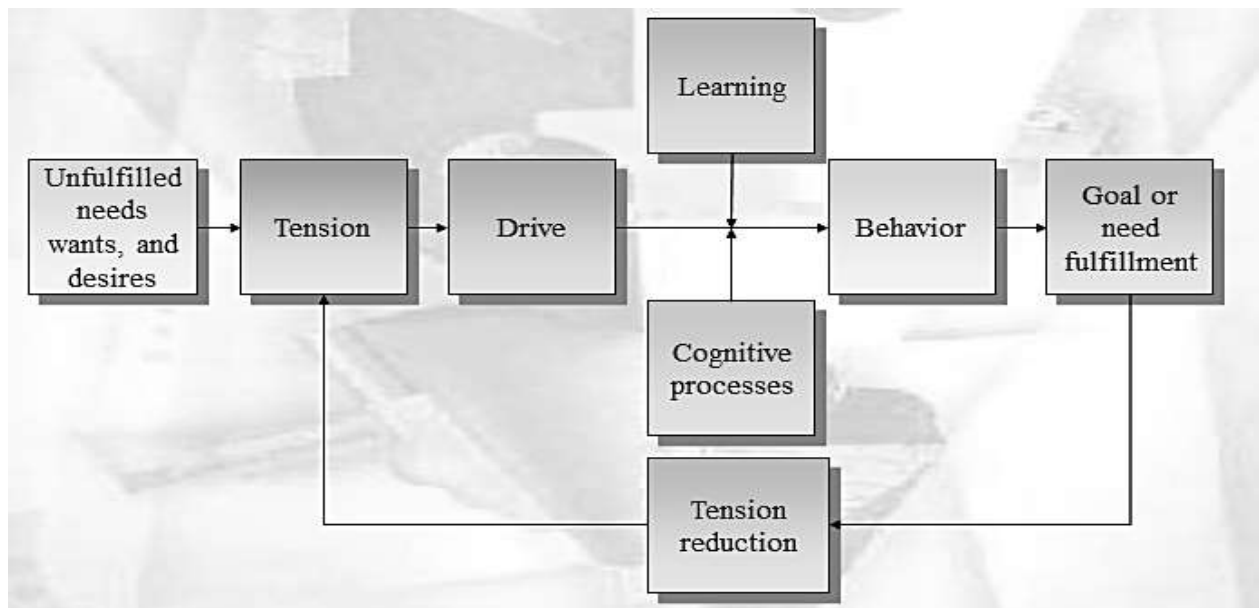 Learning
Unfulfilled
needs
wants, and
desires
Tension
Drive
Behavior
Goal or
need
fulfillment
Cognitive
processes
Tension
reduction